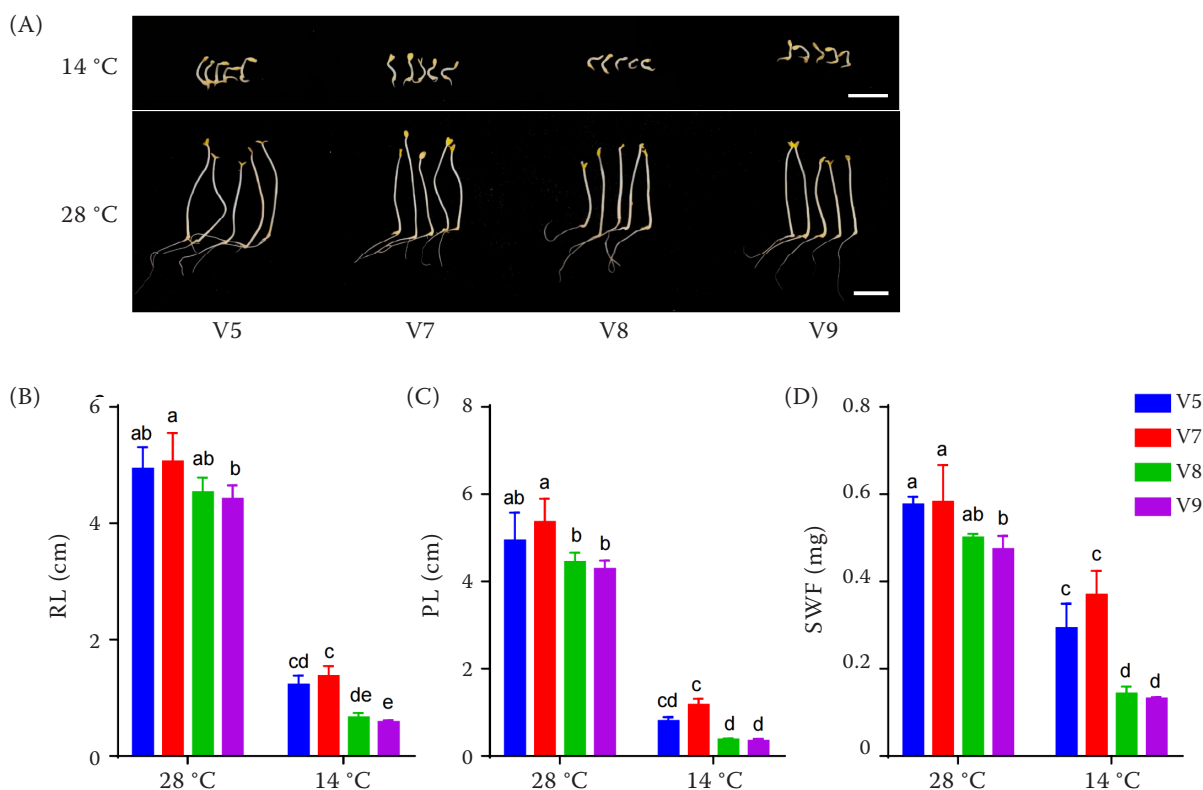 (A)
14 °C
28 °C
V5 V7 V8 V9
(B)
RL (cm)
6
4
2
0
ab a ab b
cd c de e
28 °C 14 °C
(C)
PL (cm)
8
6
4
2
0
ab a b b
cd c d d
28 °C 14 °C
(D)
SWF (mg)
0.8
0.6
0.4
0.2
0
a a ab b
c c d d
28 °C 14 °C
V5
V7
V8
V9